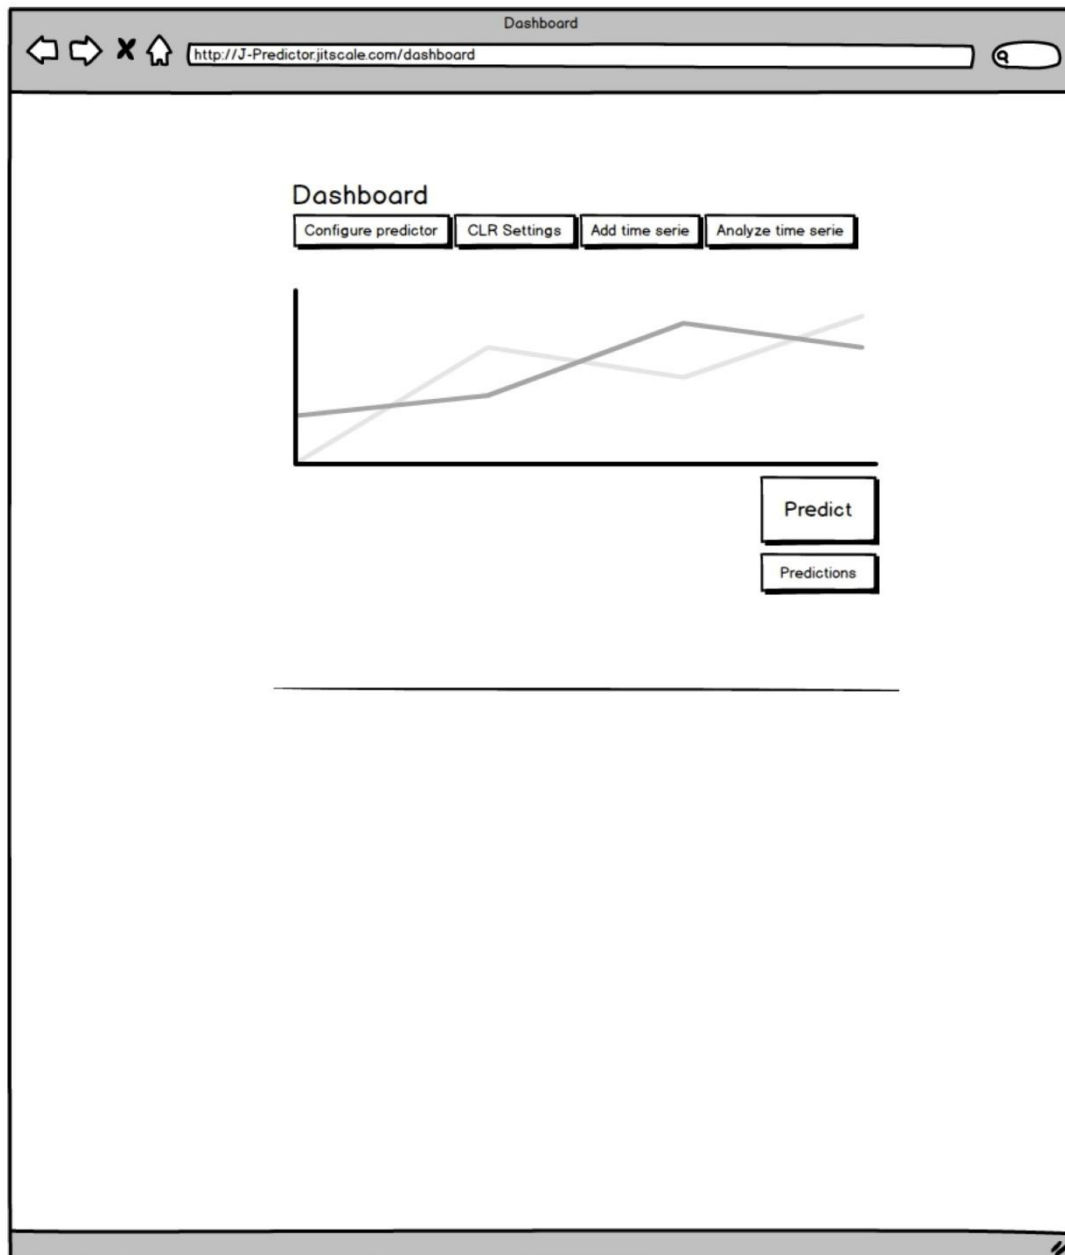 Dashboard
http://J-Predictor.jitscale.com/dashboard
Dashboard
Configure predictor CLR Settings Add time serie Analyze time serie
Predict
Predictions